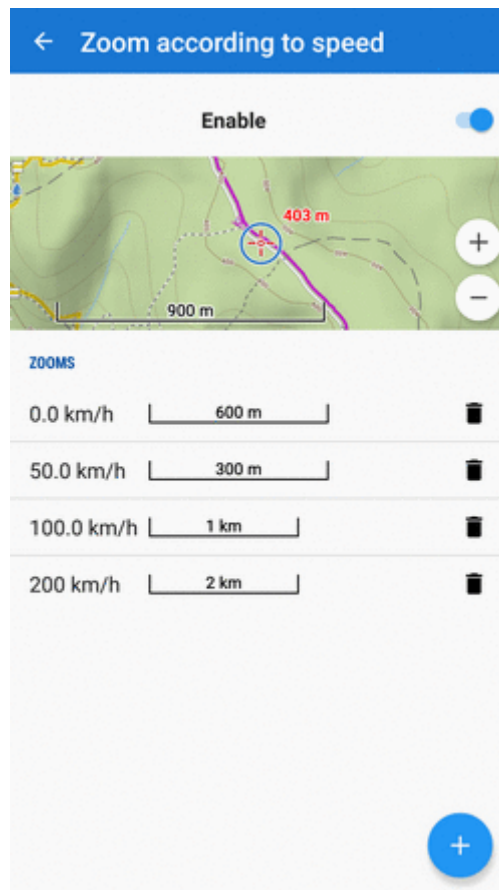 Zoom according to speed
Enable
403 m
900 m
ZOOMS
0.0 km/h 600 m
50.0 km/h 300 m
100.0 km/h 1 km
200 km/h 2 km